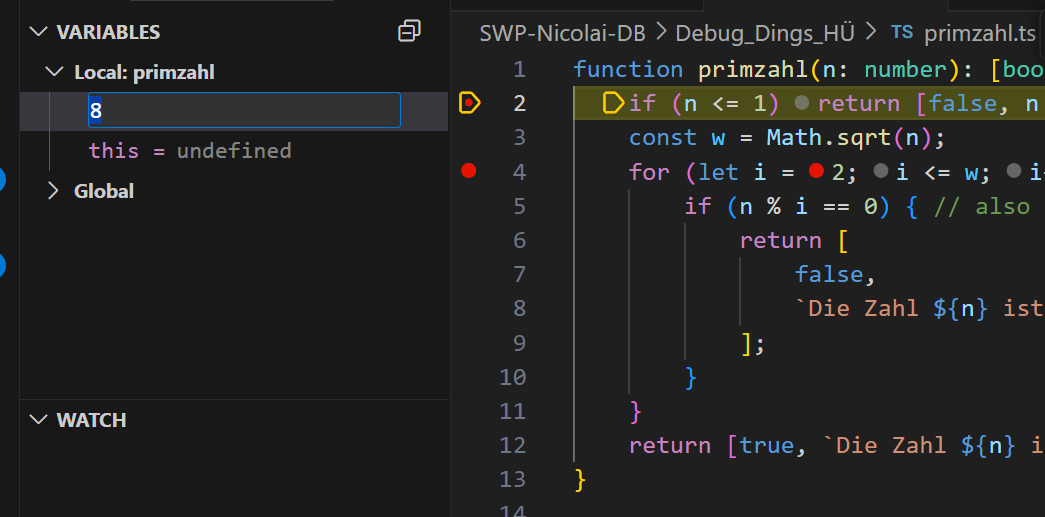 VARIABLES
Local: primzahl
8
this = undefined
Global
WATCH
SWP-Nicolai-DB > Debug_Dings_HÜ > TS primzahl.ts
1 function primzahl(n: number): [boo
2 if (n <= 1) return [false, n
3 const w = Math.sqrt(n);
4 for (let i = 2; i <= w; i
5 if (n % i == 0) { // also
6 return [
7 false,
8 `Die Zahl ${n} ist
9 ];
10 }
11 }
12 return [true, `Die Zahl ${n} i
13 }
14